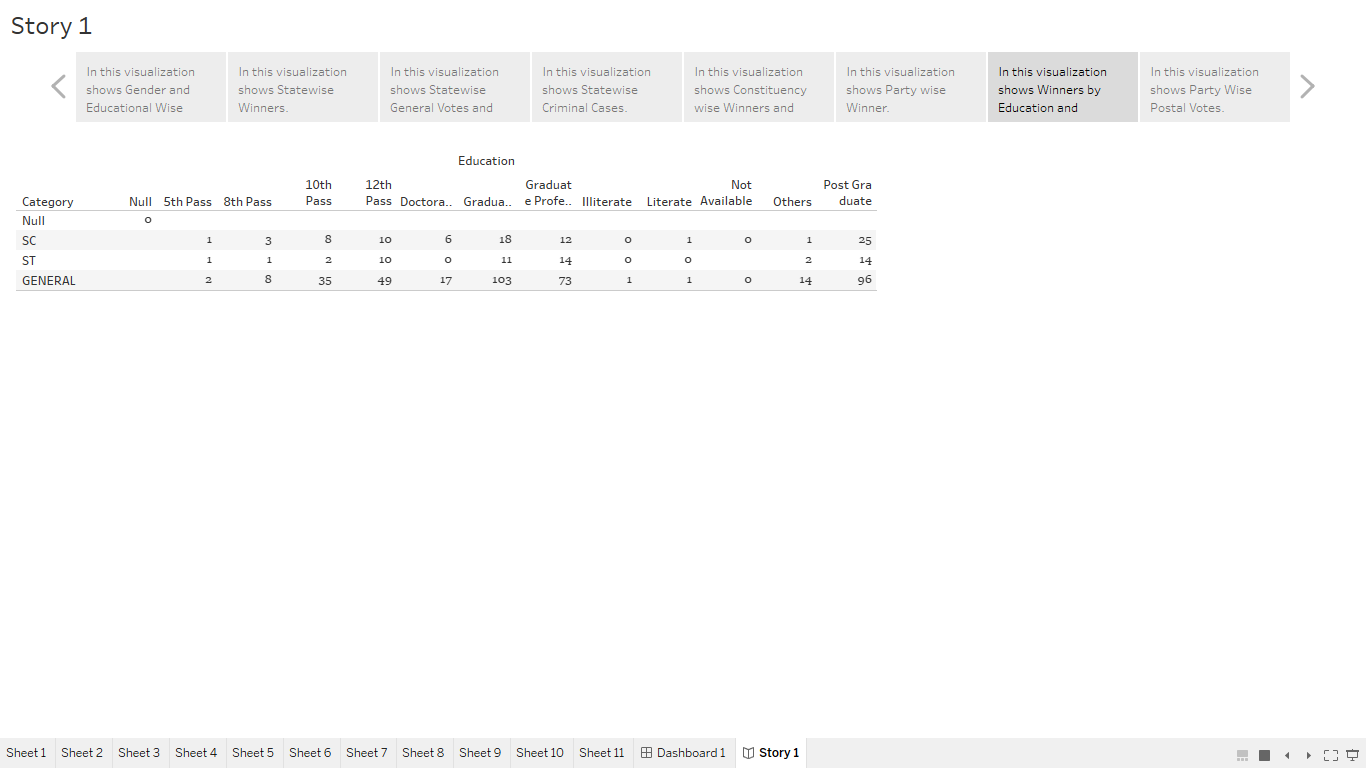 Story 1
In this visualization shows Gender and Educational Wise
In this visualization shows Statewise Winners.
In this visualization shows Statewise General Votes and
In this visualization shows Statewise Criminal Cases.
In this visualization shows Constituency wise Winners and
In this visualization shows Party wise Winner.
In this visualization shows Winners by Education and
In this visualization shows Party Wise Postal Votes.
Education
Category Null 5th Pass 8th Pass 10th Pass 12th Pass Doctora.. Gradua.. Graduat e Profe.. Illiterate Literate Not Available Others Post Gra duate
Null 0
SC 1 3 8 10 6 18 12 0 1 0 1 25
ST 1 1 2 10 0 11 14 0 0 2 14
GENERAL 2 8 35 49 17 103 73 1 1 0 14 96
Sheet 1 Sheet 2 Sheet 3 Sheet 4 Sheet 5 Sheet 6 Sheet 7 Sheet 8 Sheet 9 Sheet 10 Sheet 11 Dashboard 1 Story 1